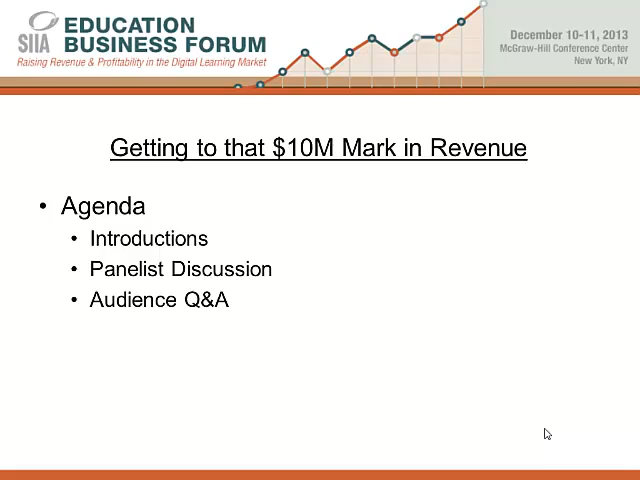 SIIA
EDUCATION
BUSINESS FORUM
Raising Revenue & Profitability in the Digital Learning Market
December 10-11, 2013
McGraw-Hill Conference Center
New York, NY
Getting to that $10M Mark in Revenue
• Agenda
• Introductions
• Panelist Discussion
• Audience Q&A